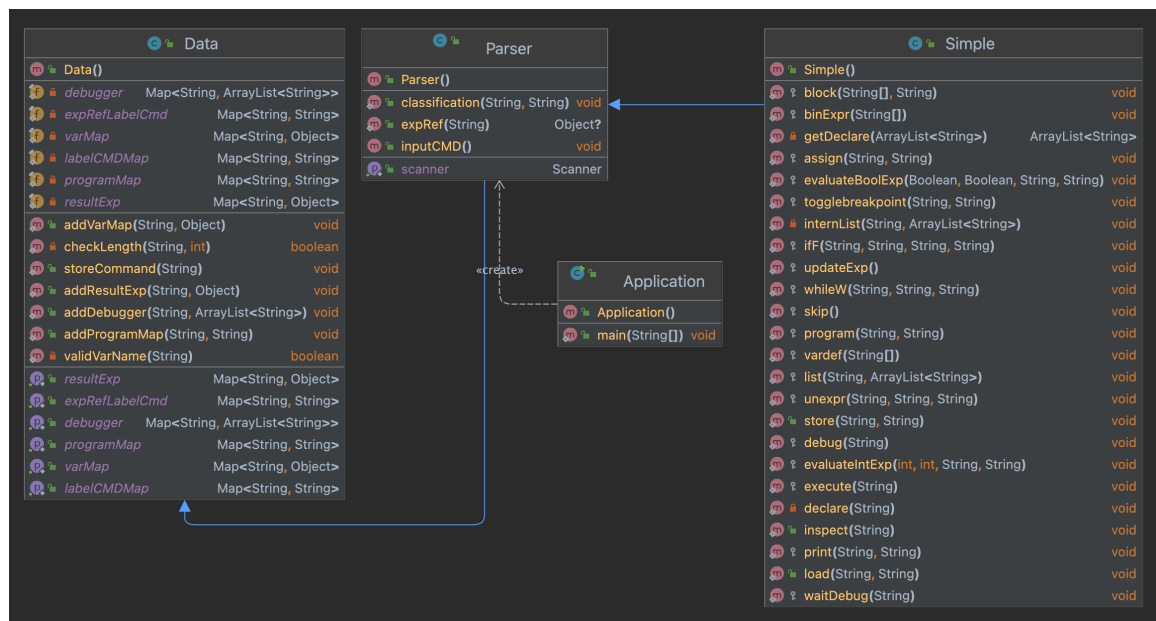 Data
Data()
debugger Map<String, ArrayList<String>>
expRefLabelCmd Map<String, String>
varMap Map<String, Object>
labelCMDMap Map<String, String>
programMap Map<String, String>
resultExp Map<String, Object>
addVarMap(String, Object) void
checkLength(String, int) boolean
storeCommand(String) void
addResultExp(String, Object) void
addDebugger(String, ArrayList<String>) void
addProgramMap(String, String) void
validVarName(String) boolean
resultExp Map<String, Object>
expRefLabelCmd Map<String, String>
debugger Map<String, ArrayList<String>>
programMap Map<String, String>
varMap Map<String, Object>
labelCMDMap Map<String, String>
Parser
Parser()
classification(String, String) void
expRef(String) Object?
inputCMD() void
scanner Scanner
«create»
Application
Application()
main(String[]) void
Simple
Simple()
block(String[], String) void
binExpr(String[]) void
getDeclare(ArrayList<String>) ArrayList<String>
assign(String, String) void
evaluateBoolExp(Boolean, Boolean, String, String) void
togglebreakpoint(String, String) void
internList(String, ArrayList<String>) void
ifF(String, String, String, String) void
updateExp() void
whileW(String, String, String) void
skip() void
program(String, String) void
vardef(String[]) void
list(String, ArrayList<String>) void
unexpr(String, String, String) void
store(String, String) void
debug(String) void
evaluateIntExp(int, int, String, String) void
execute(String) void
declare(String) void
inspect(String) void
print(String, String) void
load(String, String) void
waitDebug(String) void